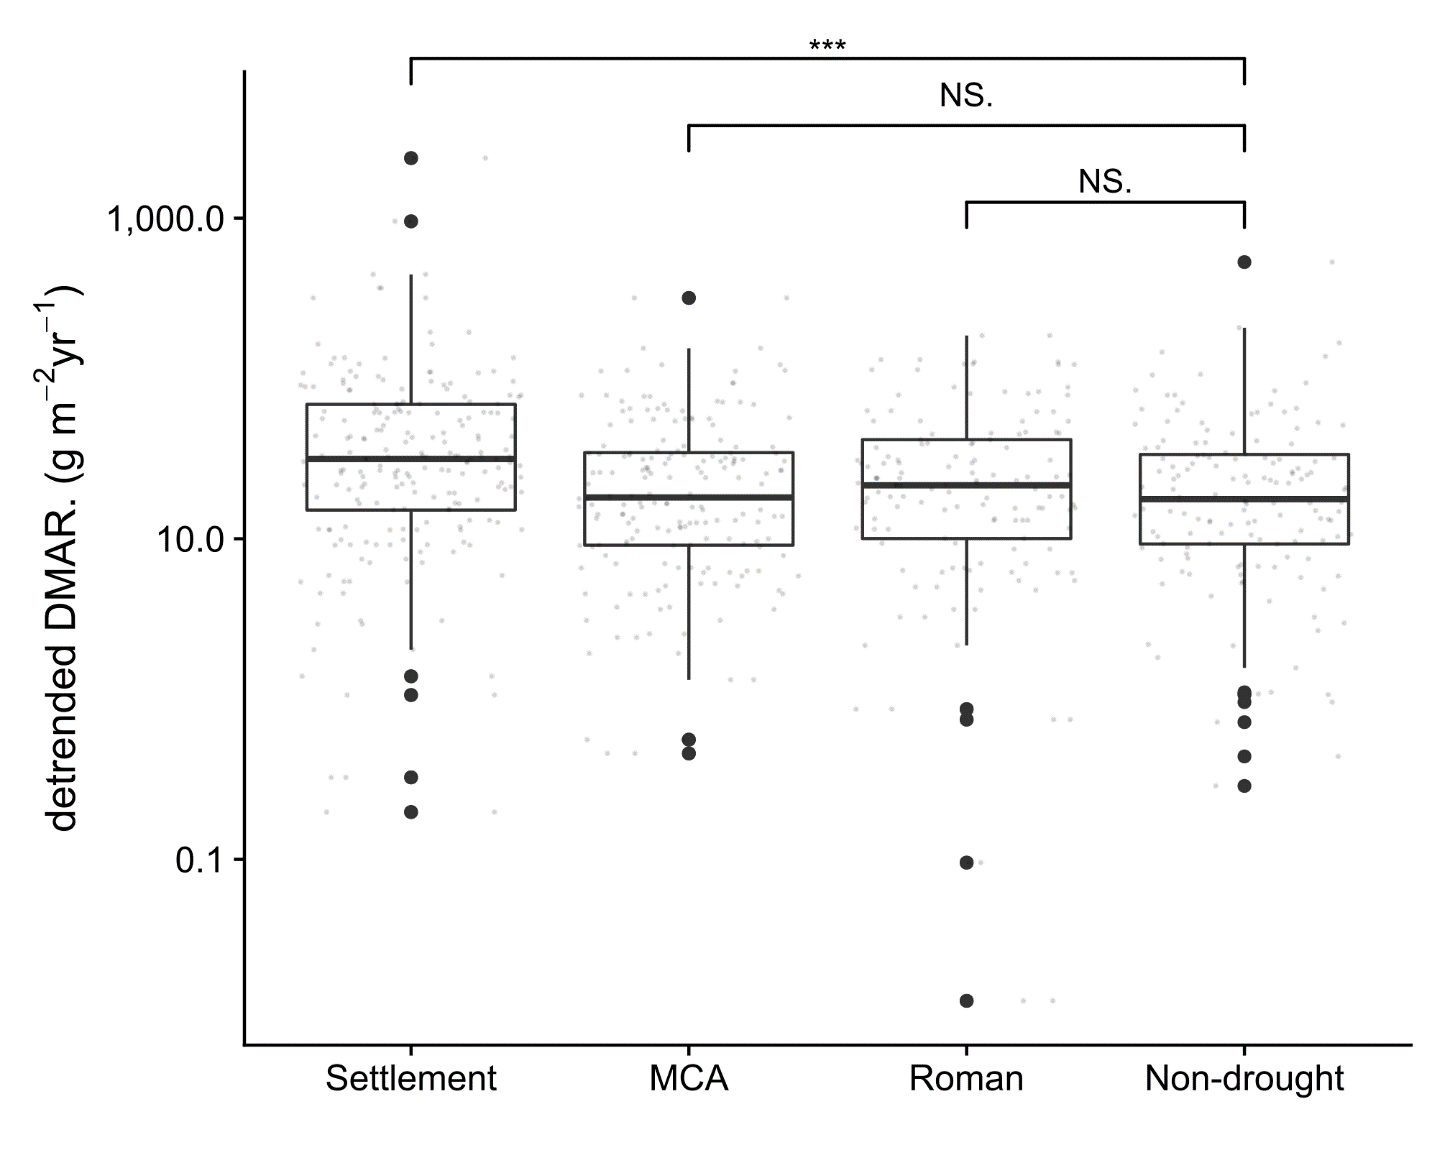 ***
NS.
NS.
1,000.0
10.0
0.1
detrended DMAR. (g m⁻²yr⁻¹)
Settlement MCA Roman Non-drought